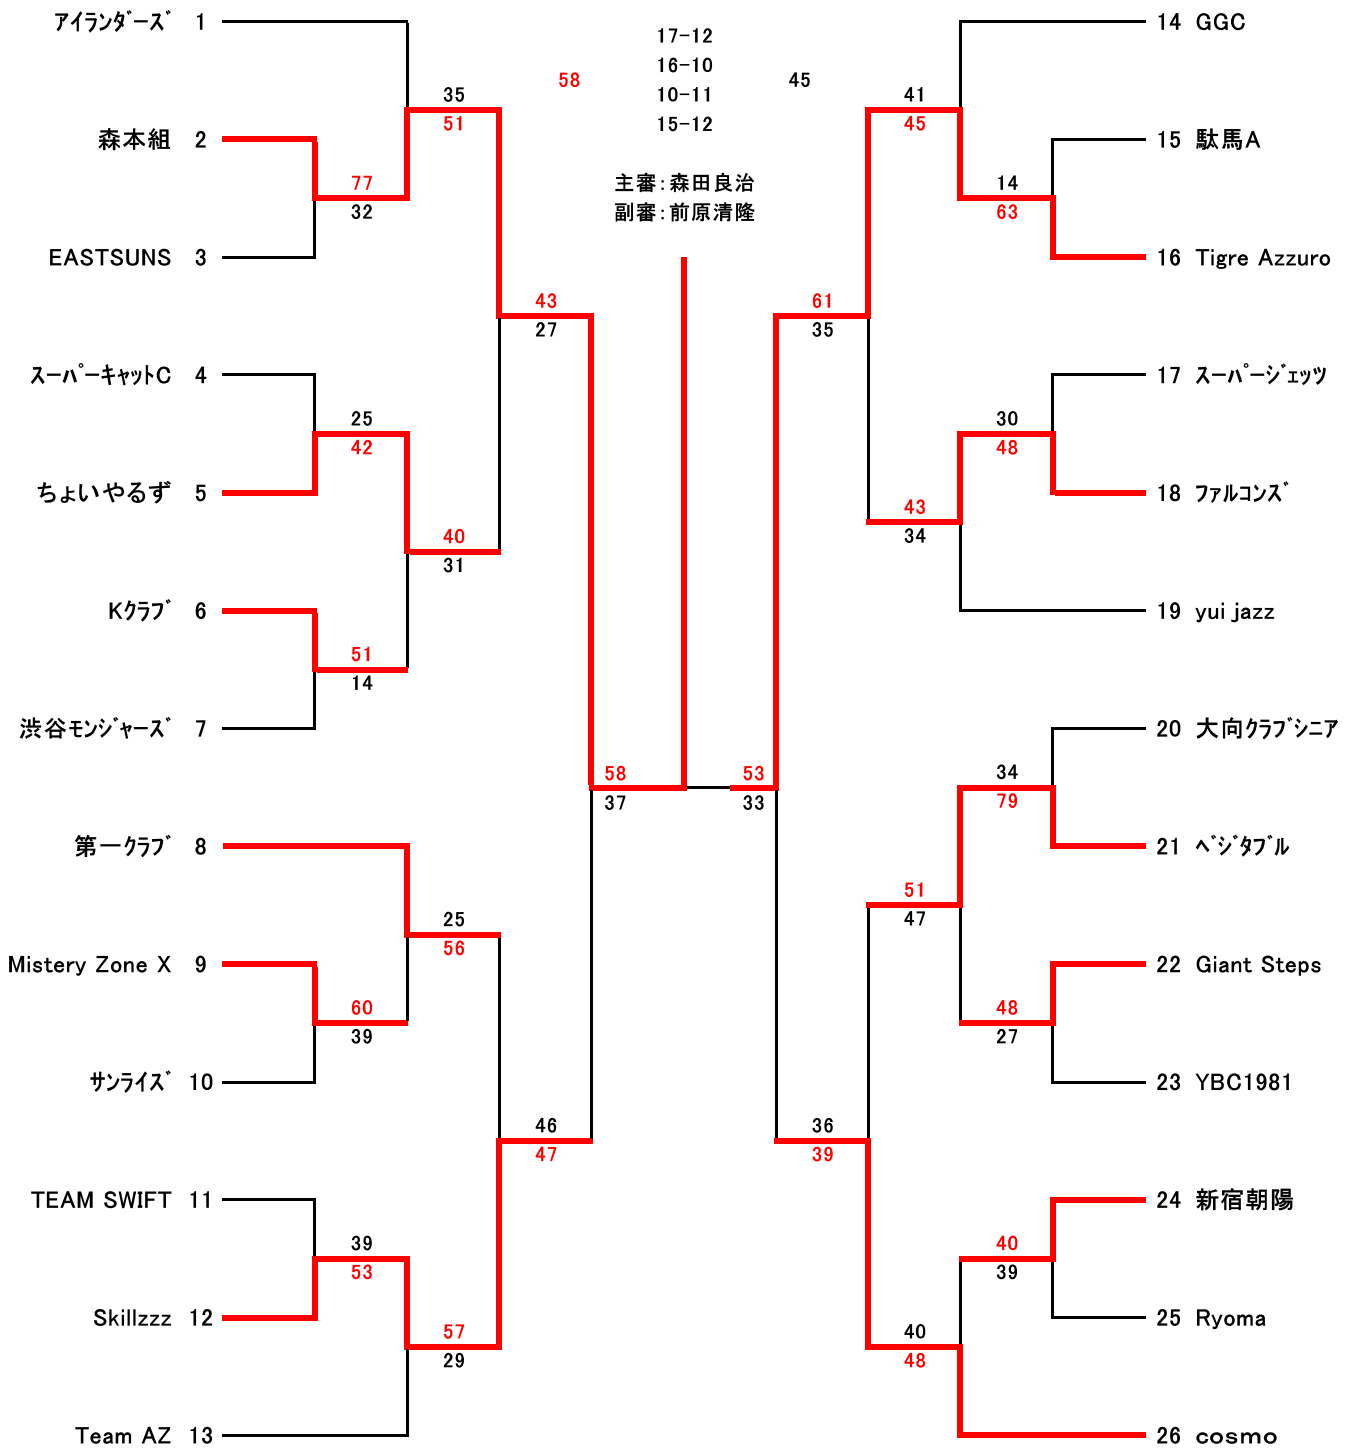 アイランダーズ 1
森本組 2
EASTSUNS 3
スーパーキャットC 4
ちょいやるず 5
Kクラブ 6
渋谷モンジャーズ 7
第一クラブ 8
Mistery Zone X 9
サンライズ 10
TEAM SWIFT 11
Skillzzz 12
Team AZ 13
77
32
25
42
51
14
60
39
39
53
35
51
40
31
25
56
57
29
43
27
46
47
58
37
58
17-12
16-10
10-11
15-12
45
主審:森田良治
副審:前原清隆
53
33
61
35
36
39
41
45
43
34
51
47
40
48
14
63
30
48
34
79
48
27
40
39
14 GGC
15 駄馬A
16 Tigre Azzuro
17 スーパージェッツ
18 ファルコンズ
19 yui jazz
20 大向クラブシニア
21 ベジタブル
22 Giant Steps
23 YBC1981
24 新宿朝陽
25 Ryoma
26 cosmo